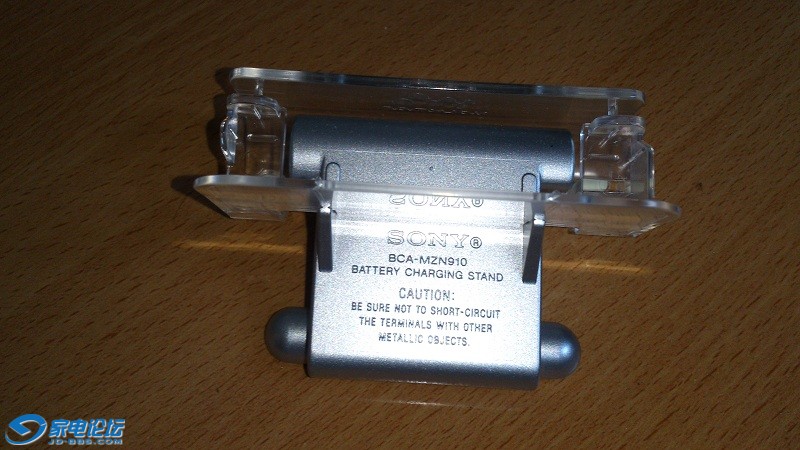 SONY®
BCA-MZN910
BATTERY CHARGING STAND
CAUTION:
BE SURE NOT TO SHORT-CIRCUIT
THE TERMINALS WITH OTHER
METALLIC OBJECTS.
家电论坛
JD-BBS.COM